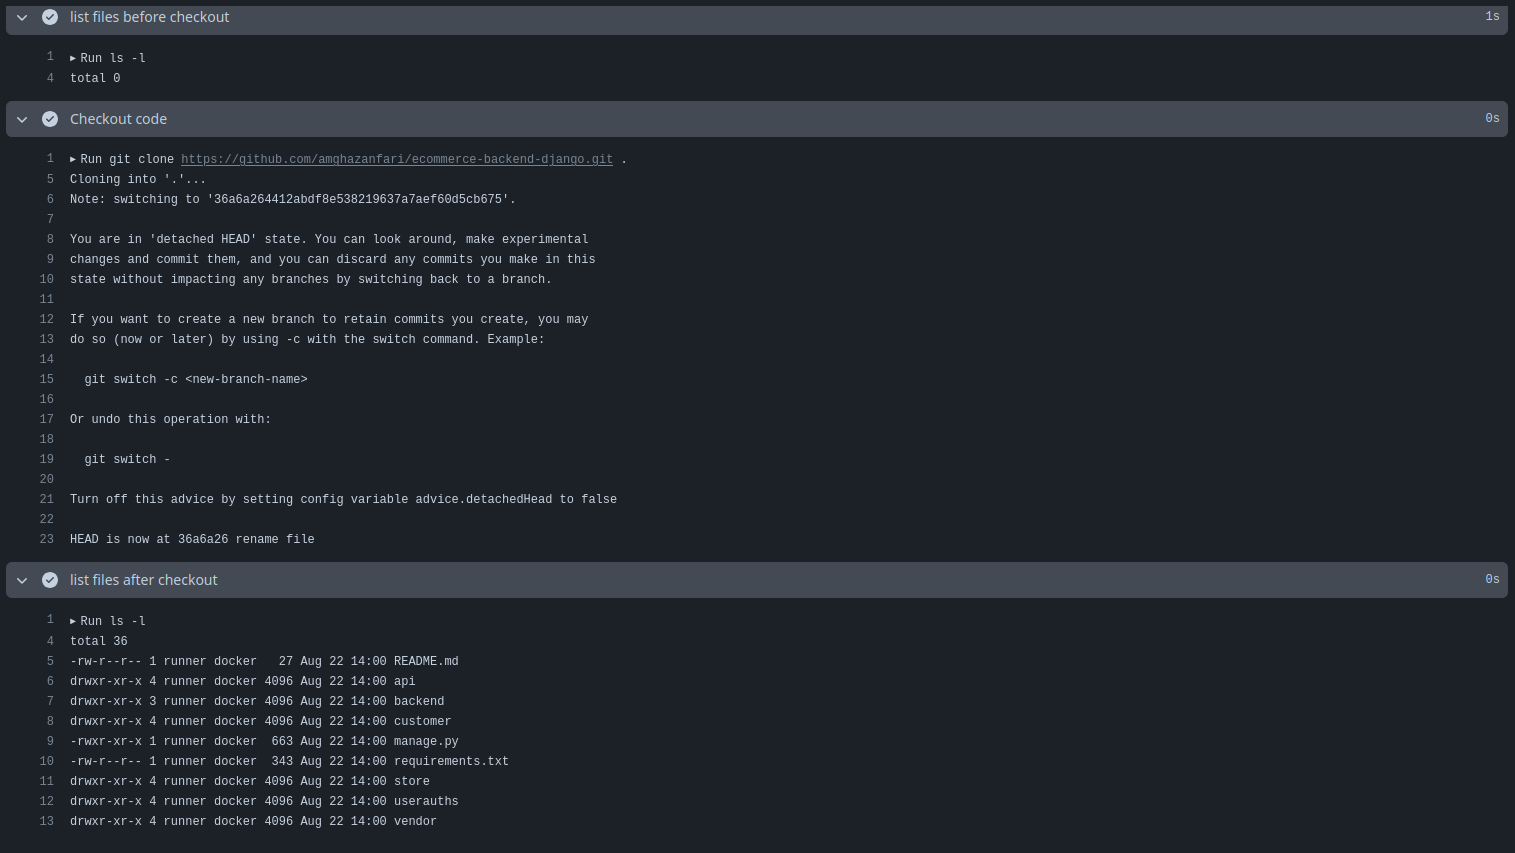 list files before checkout 1s
1 ▸ Run ls -l
4 total 0
Checkout code 0s
1 ▸ Run git clone https://github.com/amghazanfari/ecommerce-backend-django.git .
5 Cloning into '.'...
6 Note: switching to '36a6a264412abdf8e538219637a7aef60d5cb675'.
7
8 You are in 'detached HEAD' state. You can look around, make experimental
9 changes and commit them, and you can discard any commits you make in this
10 state without impacting any branches by switching back to a branch.
11
12 If you want to create a new branch to retain commits you create, you may
13 do so (now or later) by using -c with the switch command. Example:
14
15   git switch -c <new-branch-name>
16
17 Or undo this operation with:
18
19   git switch -
20
21 Turn off this advice by setting config variable advice.detachedHead to false
22
23 HEAD is now at 36a6a26 rename file
list files after checkout 0s
1 ▸ Run ls -l
4 total 36
5 -rw-r--r-- 1 runner docker   27 Aug 22 14:00 README.md
6 drwxr-xr-x 4 runner docker 4096 Aug 22 14:00 api
7 drwxr-xr-x 3 runner docker 4096 Aug 22 14:00 backend
8 drwxr-xr-x 4 runner docker 4096 Aug 22 14:00 customer
9 -rwxr-xr-x 1 runner docker  663 Aug 22 14:00 manage.py
10 -rw-r--r-- 1 runner docker  343 Aug 22 14:00 requirements.txt
11 drwxr-xr-x 4 runner docker 4096 Aug 22 14:00 store
12 drwxr-xr-x 4 runner docker 4096 Aug 22 14:00 userauths
13 drwxr-xr-x 4 runner docker 4096 Aug 22 14:00 vendor